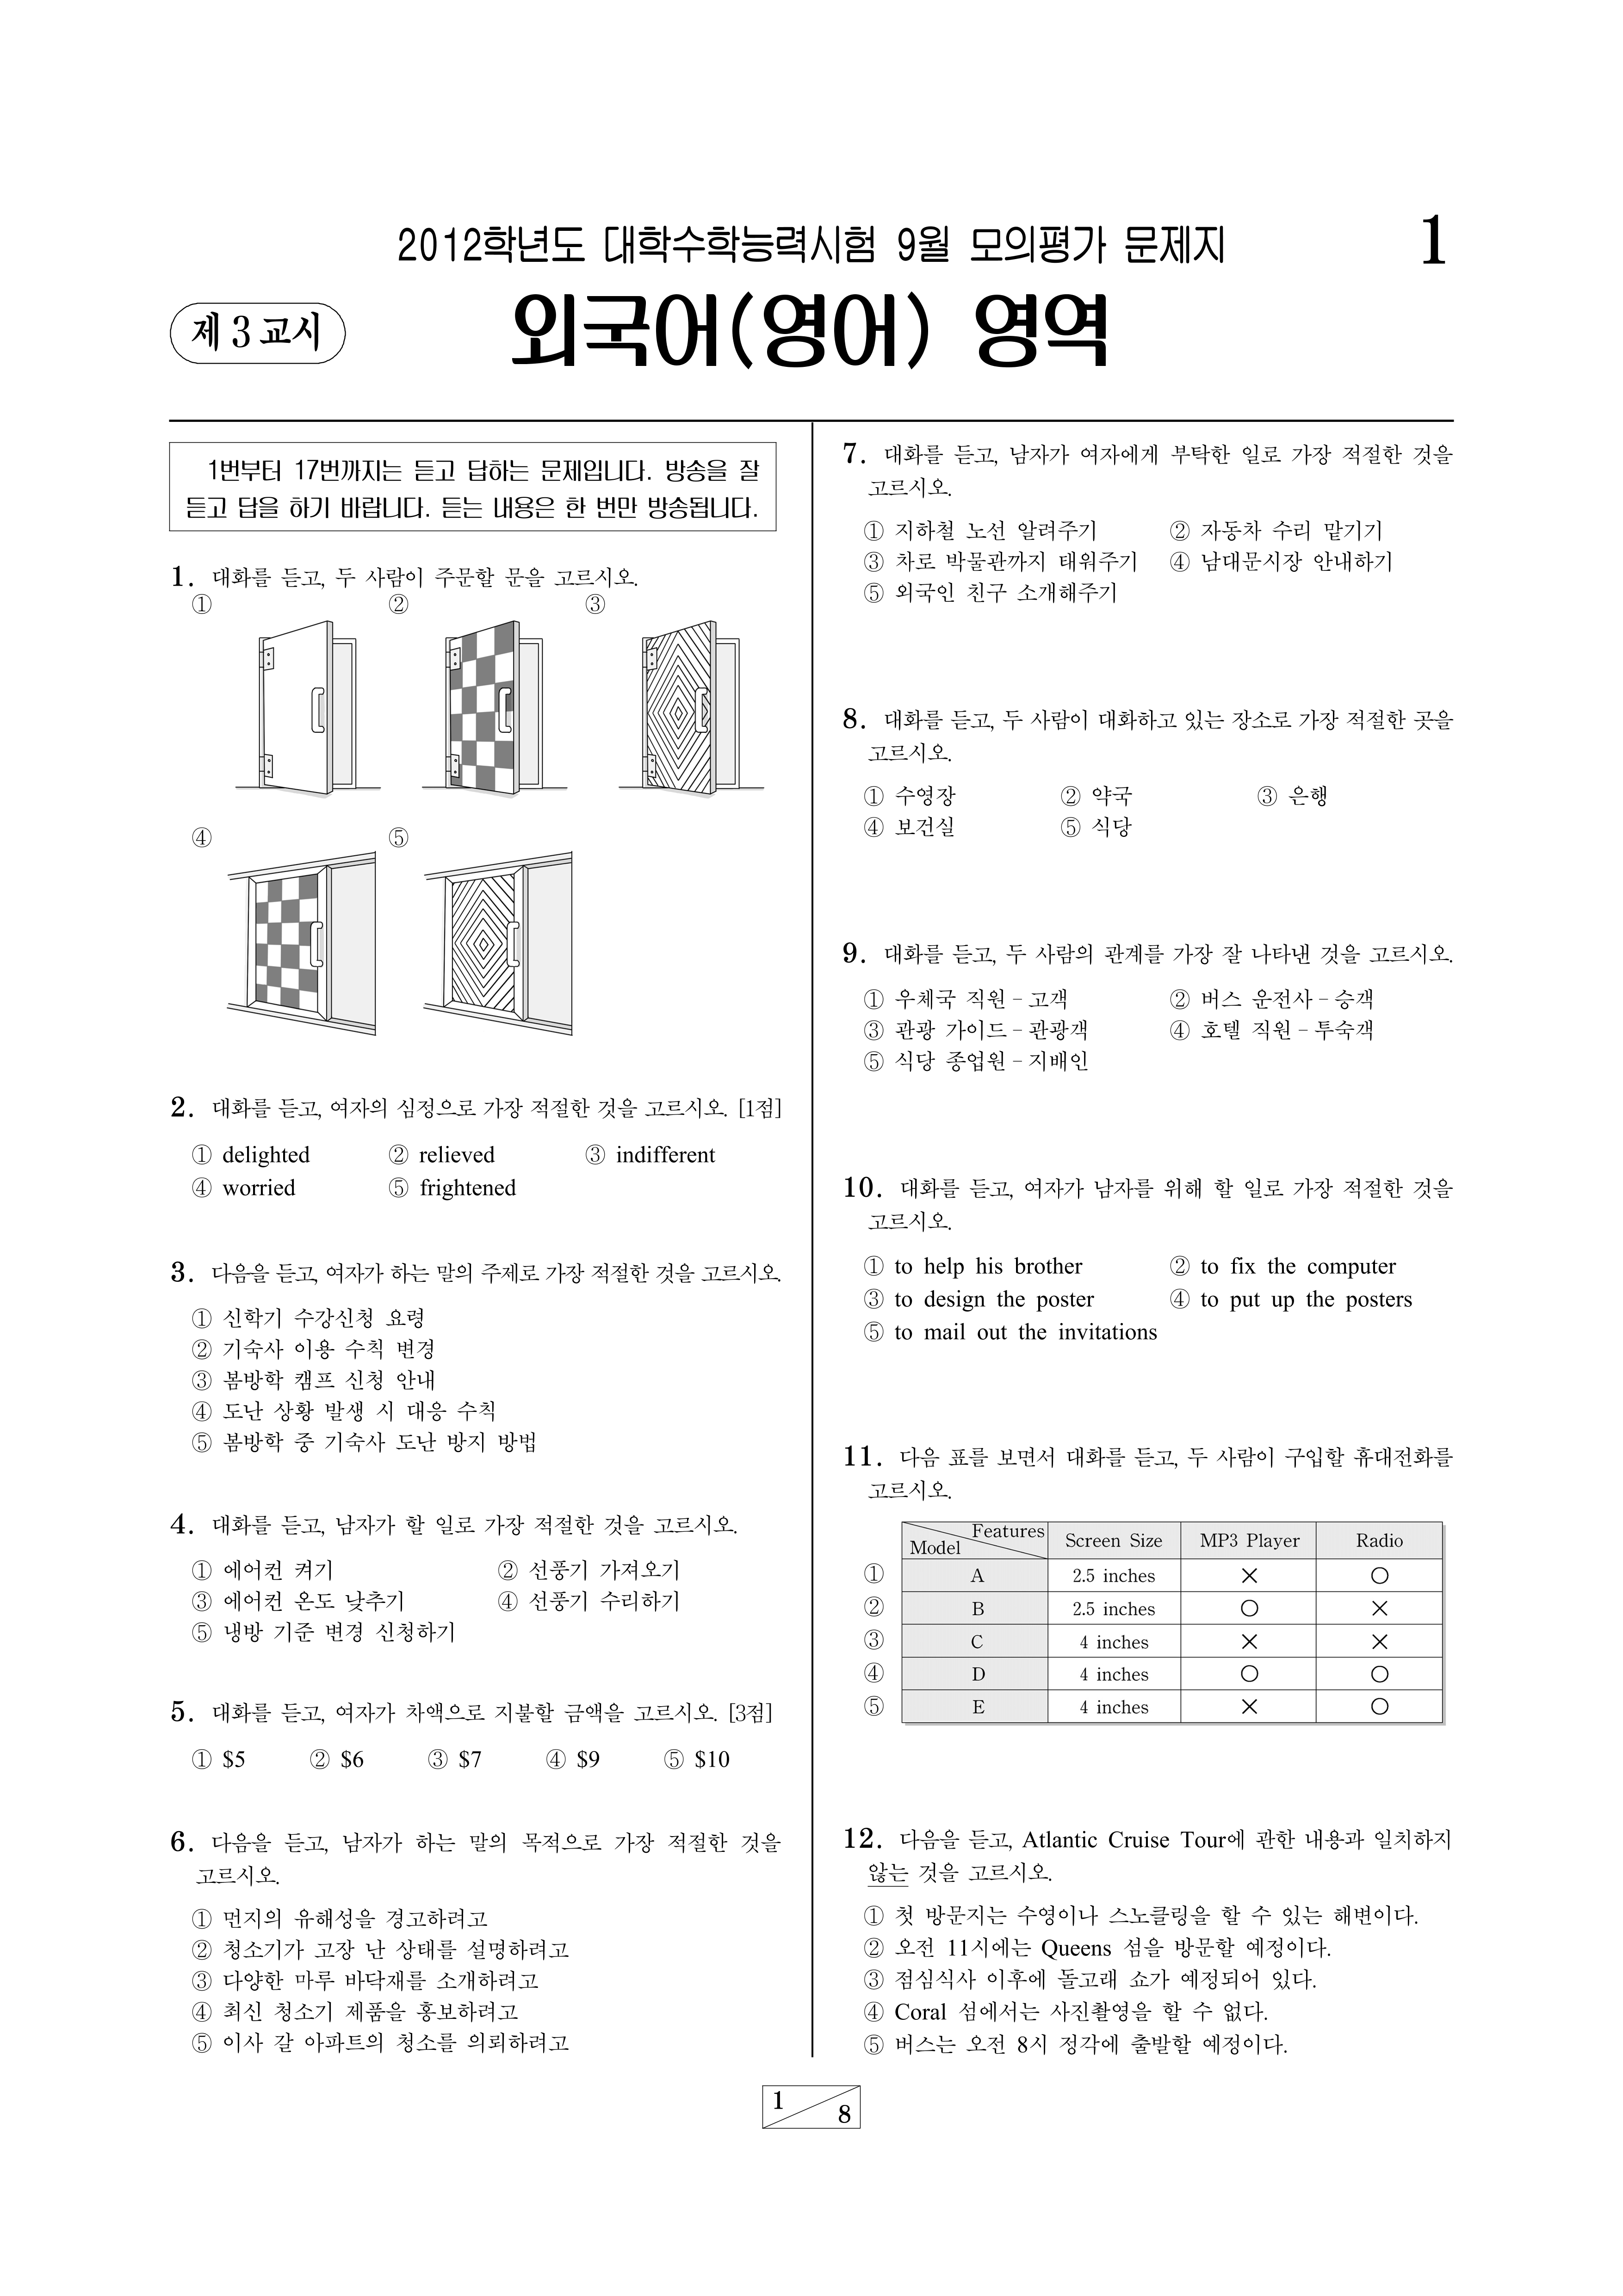 2012학년도 대학수학능력시험 9월 모의평가 문제지
1
제 3 교시
외국어(영어) 영역
1번부터 17번까지는 듣고 답하는 문제입니다. 방송을 잘
듣고 답을 하기 바랍니다. 듣는 내용은 한 번만 방송됩니다.
1. 대화를 듣고, 두 사람이 주문할 문을 고르시오.
① ② ③
④ ⑤
2. 대화를 듣고, 여자의 심정으로 가장 적절한 것을 고르시오. [1점]
① delighted ② relieved ③ indifferent
④ worried ⑤ frightened
3. 다음을 듣고, 여자가 하는 말의 주제로 가장 적절한 것을 고르시오.
① 신학기 수강신청 요령
② 기숙사 이용 수칙 변경
③ 봄방학 캠프 신청 안내
④ 도난 상황 발생 시 대응 수칙
⑤ 봄방학 중 기숙사 도난 방지 방법
4. 대화를 듣고, 남자가 할 일로 가장 적절한 것을 고르시오.
① 에어컨 켜기 ② 선풍기 가져오기
③ 에어컨 온도 낮추기 ④ 선풍기 수리하기
⑤ 냉방 기준 변경 신청하기
5. 대화를 듣고, 여자가 차액으로 지불할 금액을 고르시오. [3점]
① $5 ② $6 ③ $7 ④ $9 ⑤ $10
6. 다음을 듣고, 남자가 하는 말의 목적으로 가장 적절한 것을
고르시오.
① 먼지의 유해성을 경고하려고
② 청소기가 고장 난 상태를 설명하려고
③ 다양한 마루 바닥재를 소개하려고
④ 최신 청소기 제품을 홍보하려고
⑤ 이사 갈 아파트의 청소를 의뢰하려고
7. 대화를 듣고, 남자가 여자에게 부탁한 일로 가장 적절한 것을
고르시오.
① 지하철 노선 알려주기 ② 자동차 수리 맡기기
③ 차로 박물관까지 태워주기 ④ 남대문시장 안내하기
⑤ 외국인 친구 소개해주기
8. 대화를 듣고, 두 사람이 대화하고 있는 장소로 가장 적절한 곳을
고르시오.
① 수영장 ② 약국 ③ 은행
④ 보건실 ⑤ 식당
9. 대화를 듣고, 두 사람의 관계를 가장 잘 나타낸 것을 고르시오.
① 우체국 직원 - 고객 ② 버스 운전사 - 승객
③ 관광 가이드 - 관광객 ④ 호텔 직원 - 투숙객
⑤ 식당 종업원 - 지배인
10. 대화를 듣고, 여자가 남자를 위해 할 일로 가장 적절한 것을
고르시오.
① to help his brother ② to fix the computer
③ to design the poster ④ to put up the posters
⑤ to mail out the invitations
11. 다음 표를 보면서 대화를 듣고, 두 사람이 구입할 휴대전화를
고르시오.
Model Features Screen Size MP3 Player Radio
① A 2.5 inches × ○
② B 2.5 inches ○ ×
③ C 4 inches × ×
④ D 4 inches ○ ○
⑤ E 4 inches × ○
12. 다음을 듣고, Atlantic Cruise Tour에 관한 내용과 일치하지
않는 것을 고르시오.
① 첫 방문지는 수영이나 스노클링을 할 수 있는 해변이다.
② 오전 11시에는 Queens 섬을 방문할 예정이다.
③ 점심식사 이후에 돌고래 쇼가 예정되어 있다.
④ Coral 섬에서는 사진촬영을 할 수 없다.
⑤ 버스는 오전 8시 정각에 출발할 예정이다.
1
8